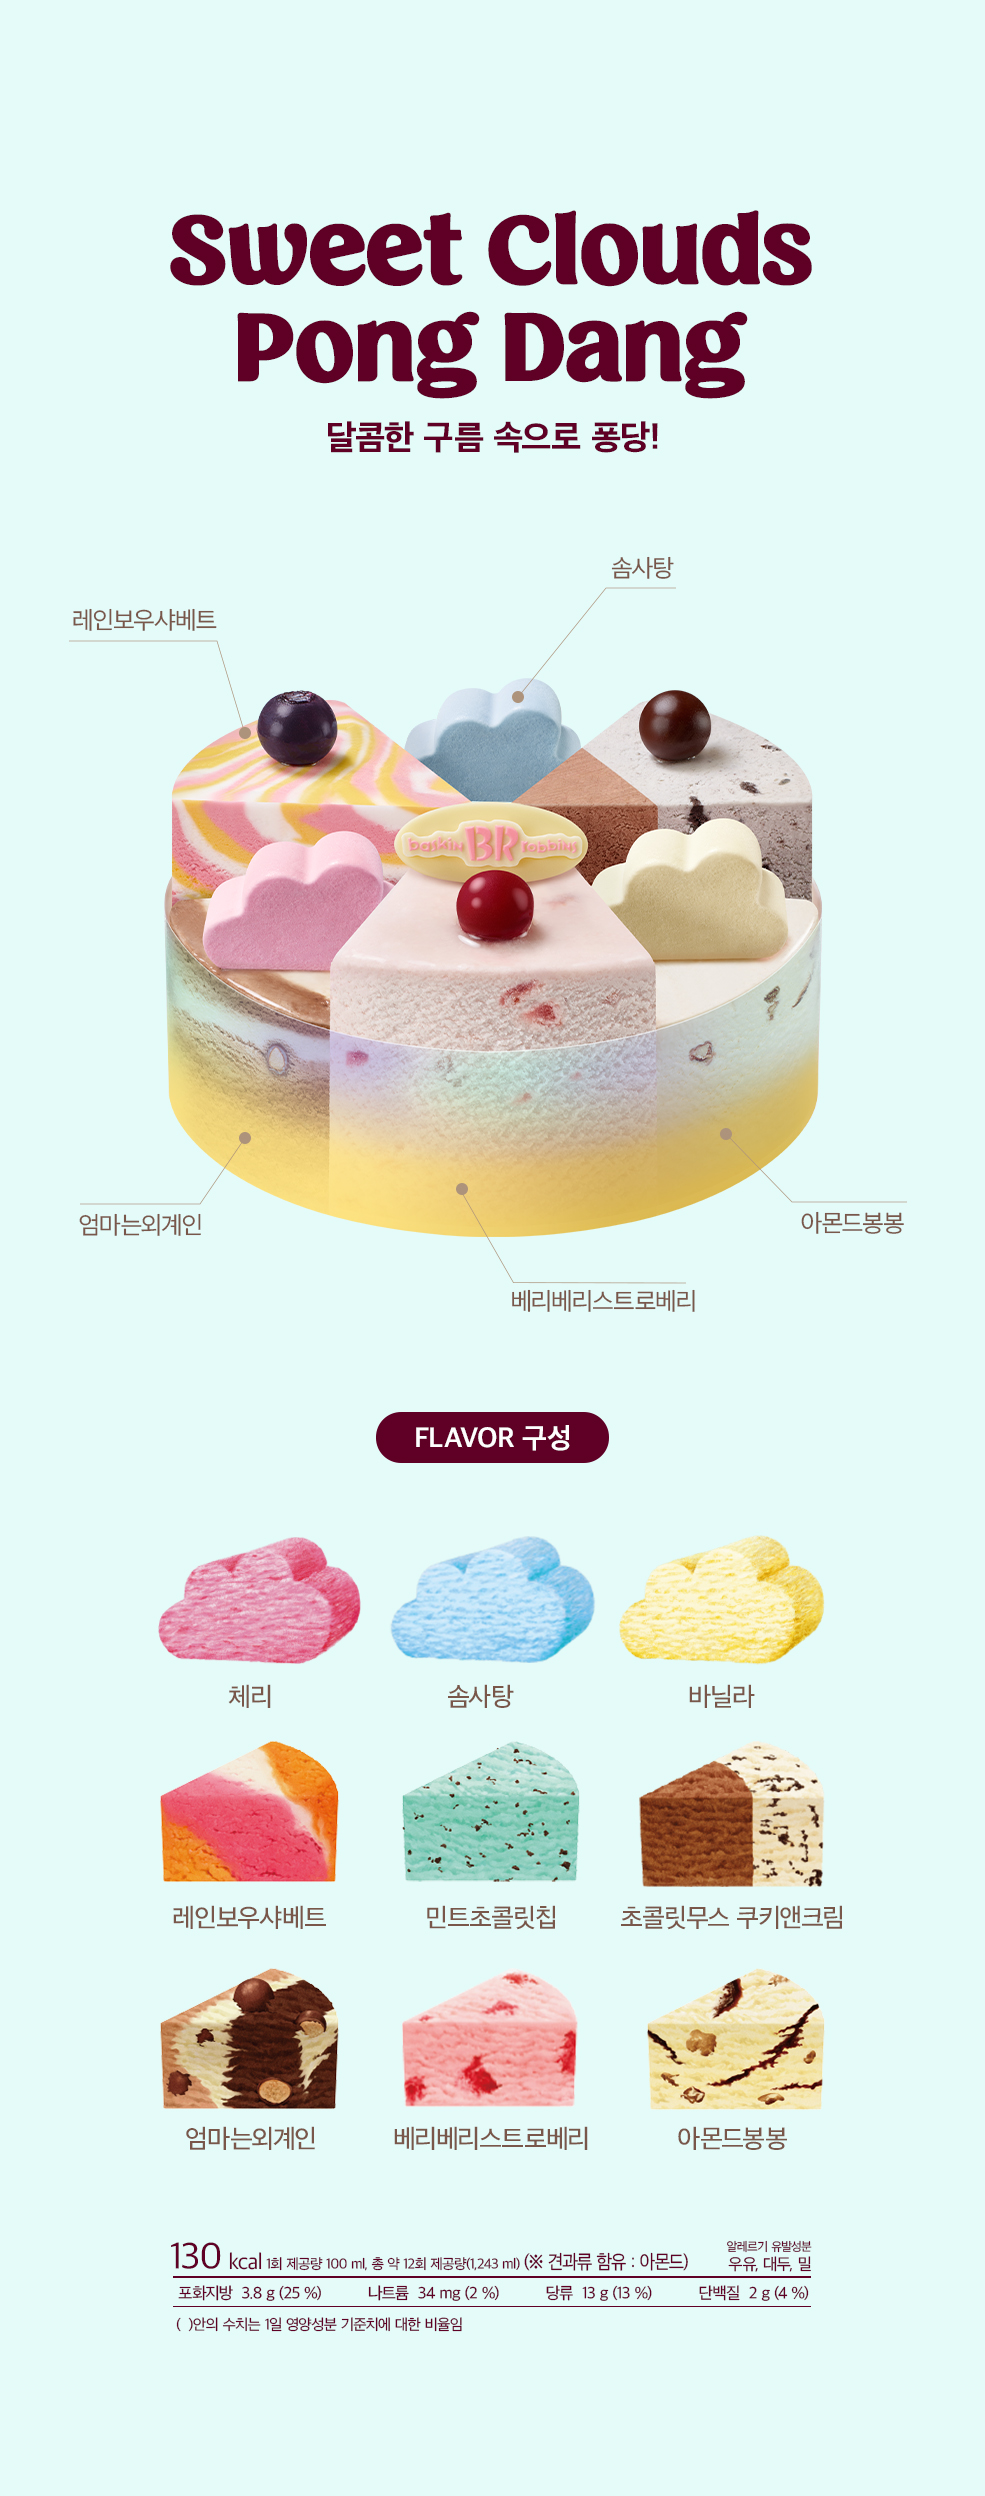 Sweet Clouds
Pong Dang
달콤한 구름 속으로 퐁당!
솜사탕
레인보우샤베트
baskin BR robbins
엄마는외계인
아몬드봉봉
베리베리스트로베리
FLAVOR 구성
체리 솜사탕 바닐라
레인보우샤베트 민트초콜릿칩 초콜릿무스 쿠키앤크림
엄마는외계인 베리베리스트로베리 아몬드봉봉
알레르기 유발성분
130 kcal 1회 제공량 100 ml, 총 약 12회 제공량(1,243 ml) (※ 견과류 함유 : 아몬드) 우유, 대두, 밀
포화지방 3.8 g (25 %) 나트륨 34 mg (2 %) 당류 13 g (13 %) 단백질 2 g (4 %)
( )안의 수치는 1일 영양성분 기준치에 대한 비율임